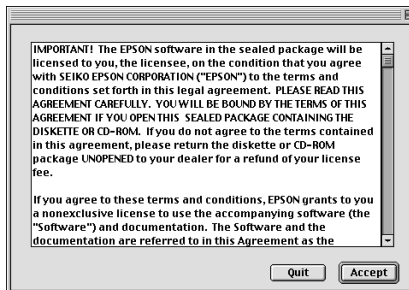 IMPORTANT! The EPSON software in the sealed package will be
licensed to you, the licensee, on the condition that you agree
with SEIKO EPSON CORPORATION ("EPSON") to the terms and
conditions set forth in this legal agreement. PLEASE READ THIS
AGREEMENT CAREFULLY. YOU WILL BE BOUND BY THE TERMS OF THIS
AGREEMENT IF YOU OPEN THIS SEALED PACKAGE CONTAINING THE
DISKETTE OR CD-ROM. If you do not agree to the terms contained
in this agreement, please return the diskette or CD-ROM
package UNOPENED to your dealer for a refund of your license
fee.
If you agree to these terms and conditions, EPSON grants to you
a nonexclusive license to use the accompanying software (the
"Software") and documentation. The Software and the
documentation are referred to in this Agreement as the
Quit Accept